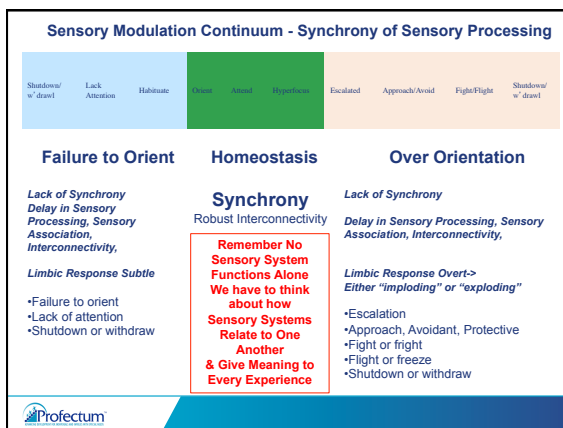 Sensory Modulation Continuum - Synchrony of Sensory Processing
Shutdown/
w'drawl
Lack
Attention
Habituate
Orient
Attend
Hyperfocus
Escalated
Approach/Avoid
Fight/Flight
Shutdown/
w'drawl
Failure to Orient
Lack of Synchrony
Delay in Sensory
Processing, Sensory
Association,
Interconnectivity,
Limbic Response Subtle
•Failure to orient
•Lack of attention
•Shutdown or withdraw
Homeostasis
Synchrony
Robust Interconnectivity
Remember No
Sensory System
Functions Alone
We have to think
about how
Sensory Systems
Relate to One
Another
& Give Meaning to
Every Experience
Over Orientation
Lack of Synchrony
Delay in Sensory Processing, Sensory
Association, Interconnectivity,
Limbic Response Overt->
Either “imploding” or “exploding”
•Escalation
•Approach, Avoidant, Protective
•Fight or fright
•Flight or freeze
•Shutdown or withdraw
Profectum